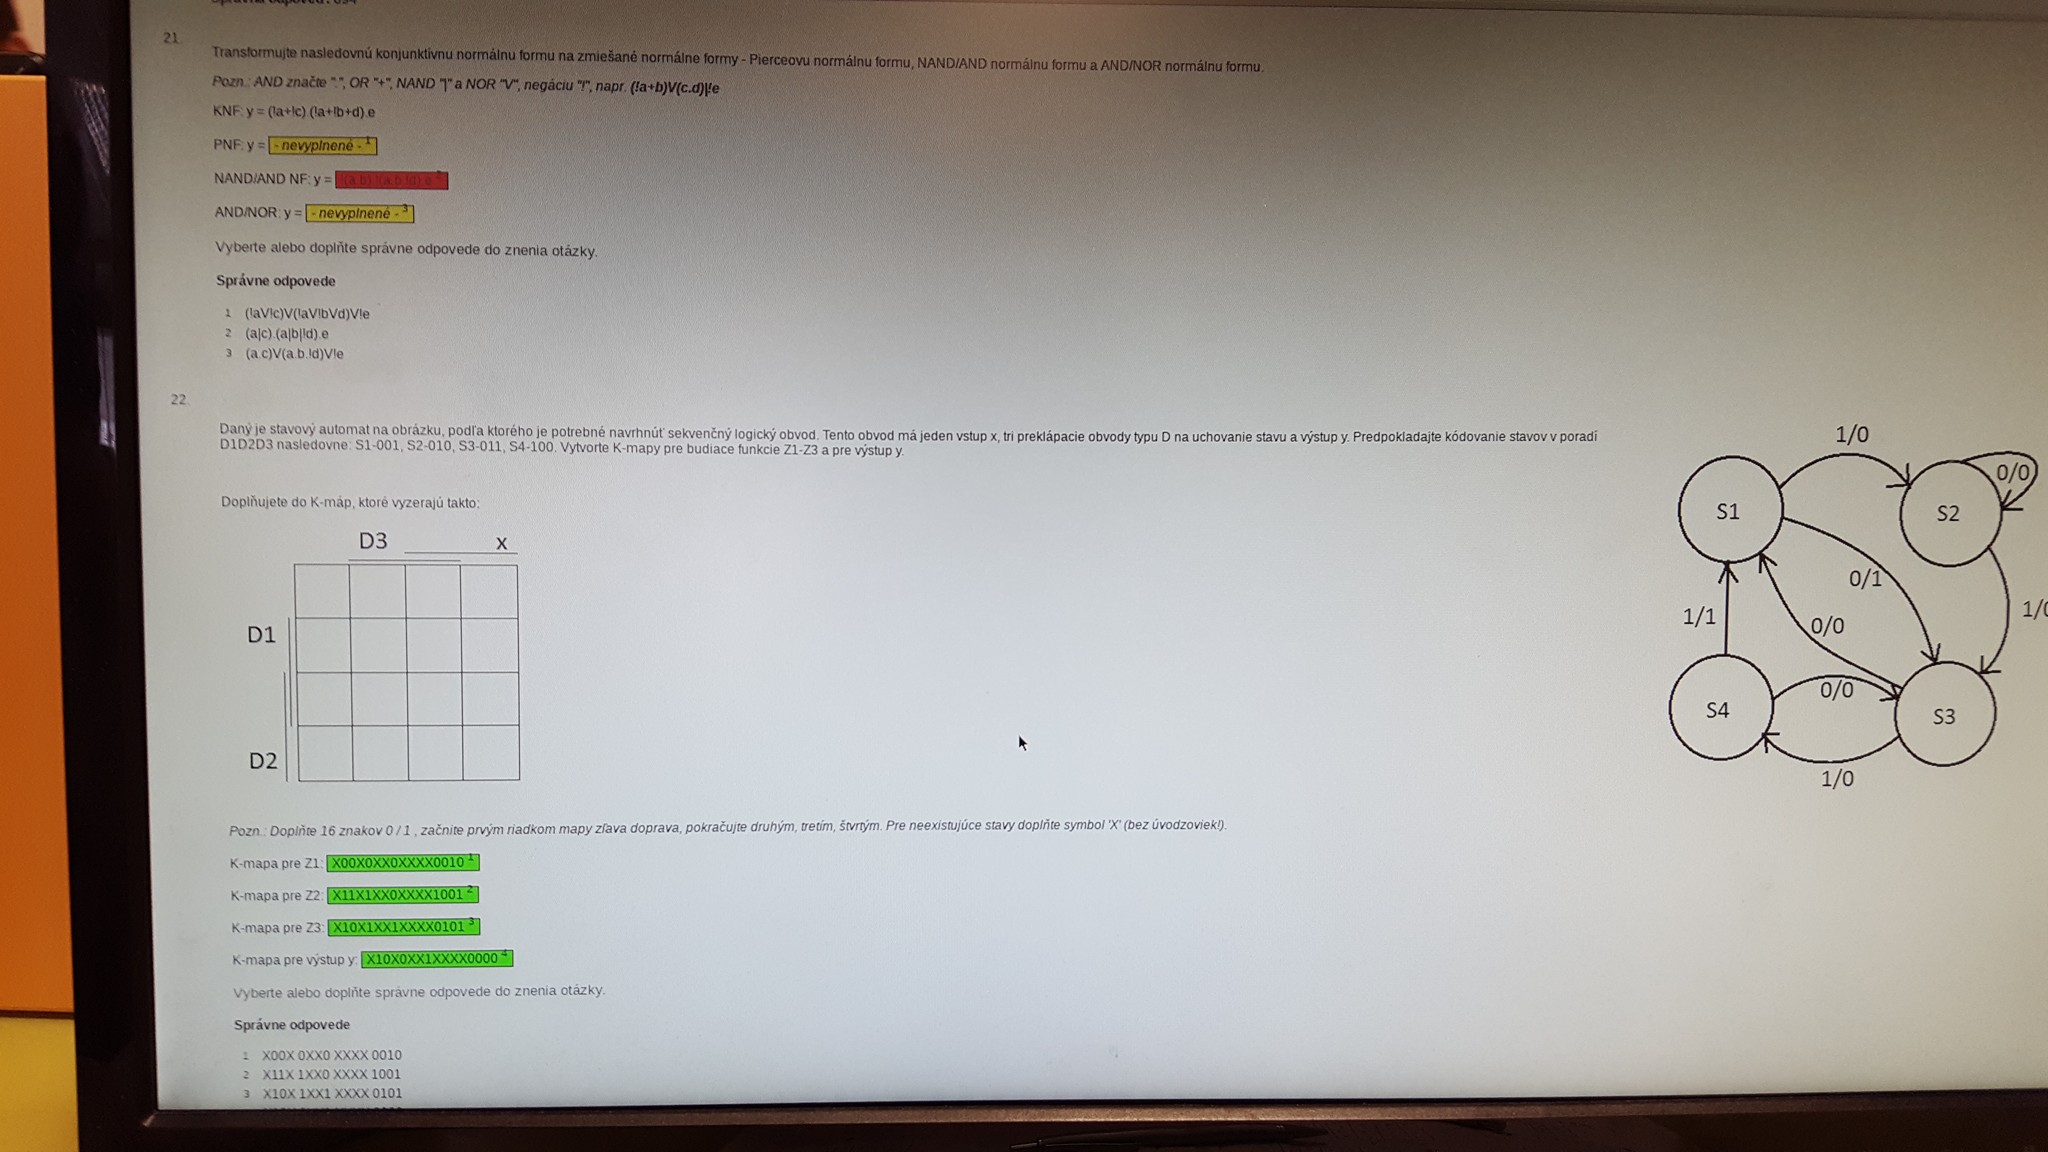 21.
Transformujte nasledovnú konjunktívnu normálnu formu na zmiešané normálne formy - Pierceovu normálnu formu, NAND/AND normálnu formu a AND/NOR normálnu formu.
Pozn.: AND značte ".", OR "+", NAND "|" a NOR "V", negáciu "!", napr. (!a+b)V(c.d)|!e
KNF: y = (!a+!c).(!a+!b+d).e
PNF: y = - nevyplnené - 1
NAND/AND NF: y =
AND/NOR: y = - nevyplnené - 3
Vyberte alebo doplňte správne odpovede do znenia otázky.
Správne odpovede
1 (!aV!c)V(!aV!bVd)V!e
2 (a|c).(a|b|!d).e
3 (a.c)V(a.b.!d)V!e
22.
Daný je stavový automat na obrázku, podľa ktorého je potrebné navrhnúť sekvenčný logický obvod. Tento obvod má jeden vstup x, tri preklápacie obvody typu D na uchovanie stavu a výstup y. Predpokladajte kódovanie stavov v poradí
D1D2D3 nasledovne: S1-001, S2-010, S3-011, S4-100. Vytvorte K-mapy pre budiace funkcie Z1-Z3 a pre výstup y.
Doplňujete do K-máp, ktoré vyzerajú takto:
D3 x
D1
D2
1/0
0/0
S1
S2
0/1
1/1
0/0
0/0
S4
S3
1/0
Pozn.: Doplňte 16 znakov 0 / 1 , začnite prvým riadkom mapy zľava doprava, pokračujte druhým, tretím, štvrtým. Pre neexistujúce stavy doplňte symbol 'X' (bez úvodzoviek!).
K-mapa pre Z1: X00X0XX0XXXX0010 1
K-mapa pre Z2: X11X1XX0XXXX1001 2
K-mapa pre Z3: X10X1XX1XXXX0101 3
K-mapa pre výstup y: X10X0XX1XXXX0000 4
Vyberte alebo doplňte správne odpovede do znenia otázky.
Správne odpovede
1 X00X 0XX0 XXXX 0010
2 X11X 1XX0 XXXX 1001
3 X10X 1XX1 XXXX 0101